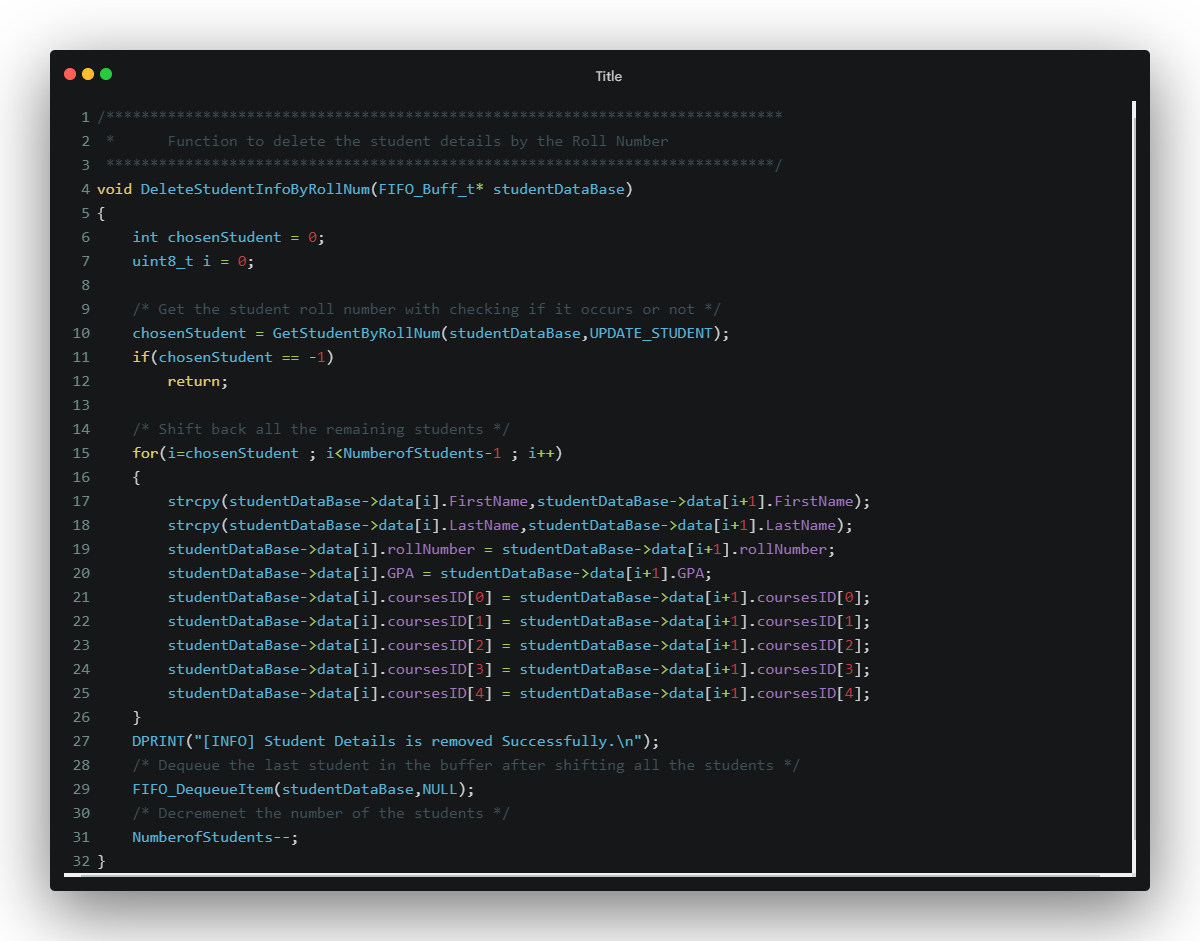 Title
1 /*****************************************************************************
2  *      Function to delete the student details by the Roll Number
3  ****************************************************************************/
4 void DeleteStudentInfoByRollNum(FIFO_Buff_t* studentDataBase)
5 {
6     int chosenStudent = 0;
7     uint8_t i = 0;
8
9     /* Get the student roll number with checking if it occurs or not */
10     chosenStudent = GetStudentByRollNum(studentDataBase,UPDATE_STUDENT);
11     if(chosenStudent == -1)
12         return;
13
14     /* Shift back all the remaining students */
15     for(i=chosenStudent ; i<NumberofStudents-1 ; i++)
16     {
17         strcpy(studentDataBase->data[i].FirstName,studentDataBase->data[i+1].FirstName);
18         strcpy(studentDataBase->data[i].LastName,studentDataBase->data[i+1].LastName);
19         studentDataBase->data[i].rollNumber = studentDataBase->data[i+1].rollNumber;
20         studentDataBase->data[i].GPA = studentDataBase->data[i+1].GPA;
21         studentDataBase->data[i].coursesID[0] = studentDataBase->data[i+1].coursesID[0];
22         studentDataBase->data[i].coursesID[1] = studentDataBase->data[i+1].coursesID[1];
23         studentDataBase->data[i].coursesID[2] = studentDataBase->data[i+1].coursesID[2];
24         studentDataBase->data[i].coursesID[3] = studentDataBase->data[i+1].coursesID[3];
25         studentDataBase->data[i].coursesID[4] = studentDataBase->data[i+1].coursesID[4];
26     }
27     DPRINT("[INFO] Student Details is removed Successfully.\n");
28     /* Dequeue the last student in the buffer after shifting all the students */
29     FIFO_DequeueItem(studentDataBase,NULL);
30     /* Decremenet the number of the students */
31     NumberofStudents--;
32 }